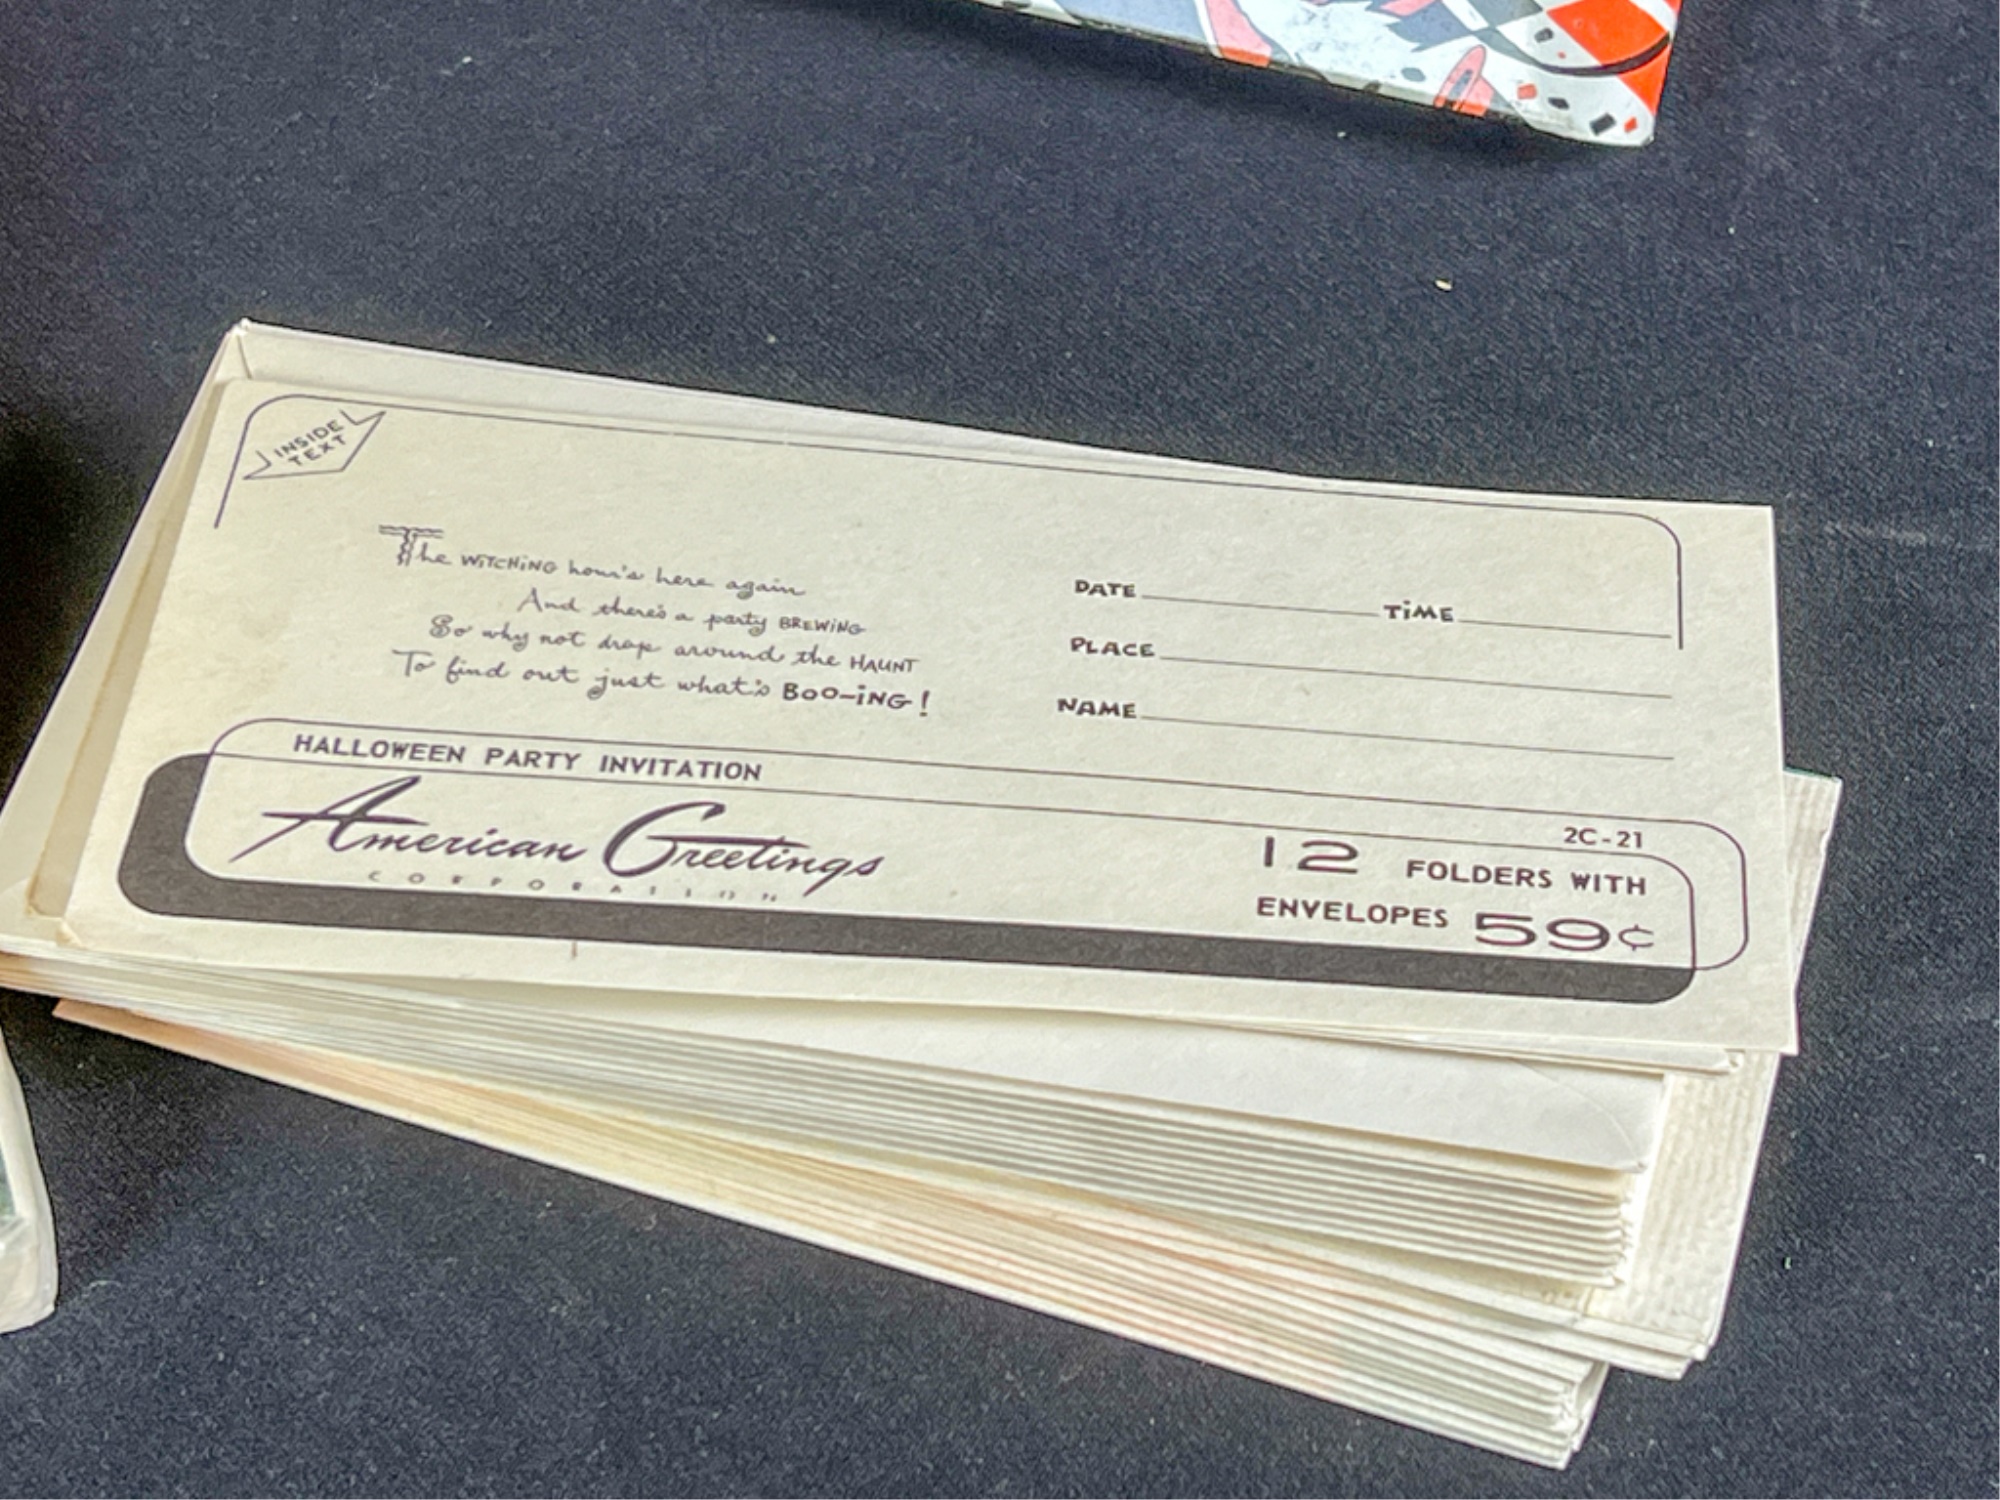 INSIDE
TEXT
The WITCHING hour's here again
And there's a party BREWING
So why not drop around the HAUNT
To find out just what's BOO-ING!
DATE TIME
PLACE
NAME
HALLOWEEN PARTY INVITATION
American Greetings
CORPORATION
2C-21
12 FOLDERS WITH
ENVELOPES 59¢